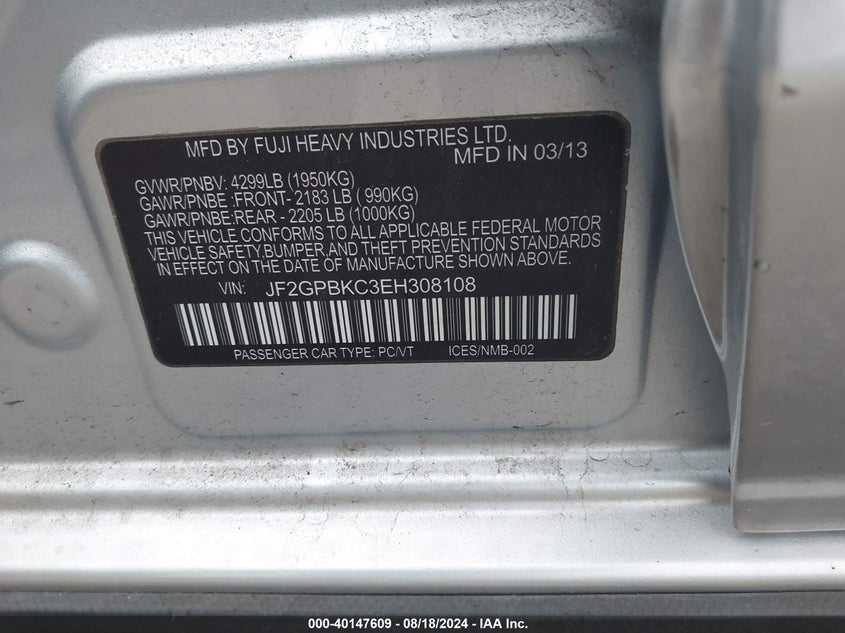 MFD BY FUJI HEAVY INDUSTRIES LTD.
MFD IN 03/13
GVWR/PNBV: 4299LB (1950KG)
GAWR/PNBE :FRONT- 2183 LB ( 990KG)
GAWR/PNBE:REAR - 2205 LB (1000KG)
THIS VEHICLE CONFORMS TO ALL APPLICABLE FEDERAL MOTOR
VEHICLE SAFETY,BUMPER,AND THEFT PREVENTION STANDARDS
IN EFFECT ON THE DATE OF MANUFACTURE SHOWN ABOVE.
VIN: JF2GPBKC3EH308108
PASSENGER CAR TYPE: PC/VT ICES/NMB-002
000-40147609 - 08/18/2024 - IAA Inc.